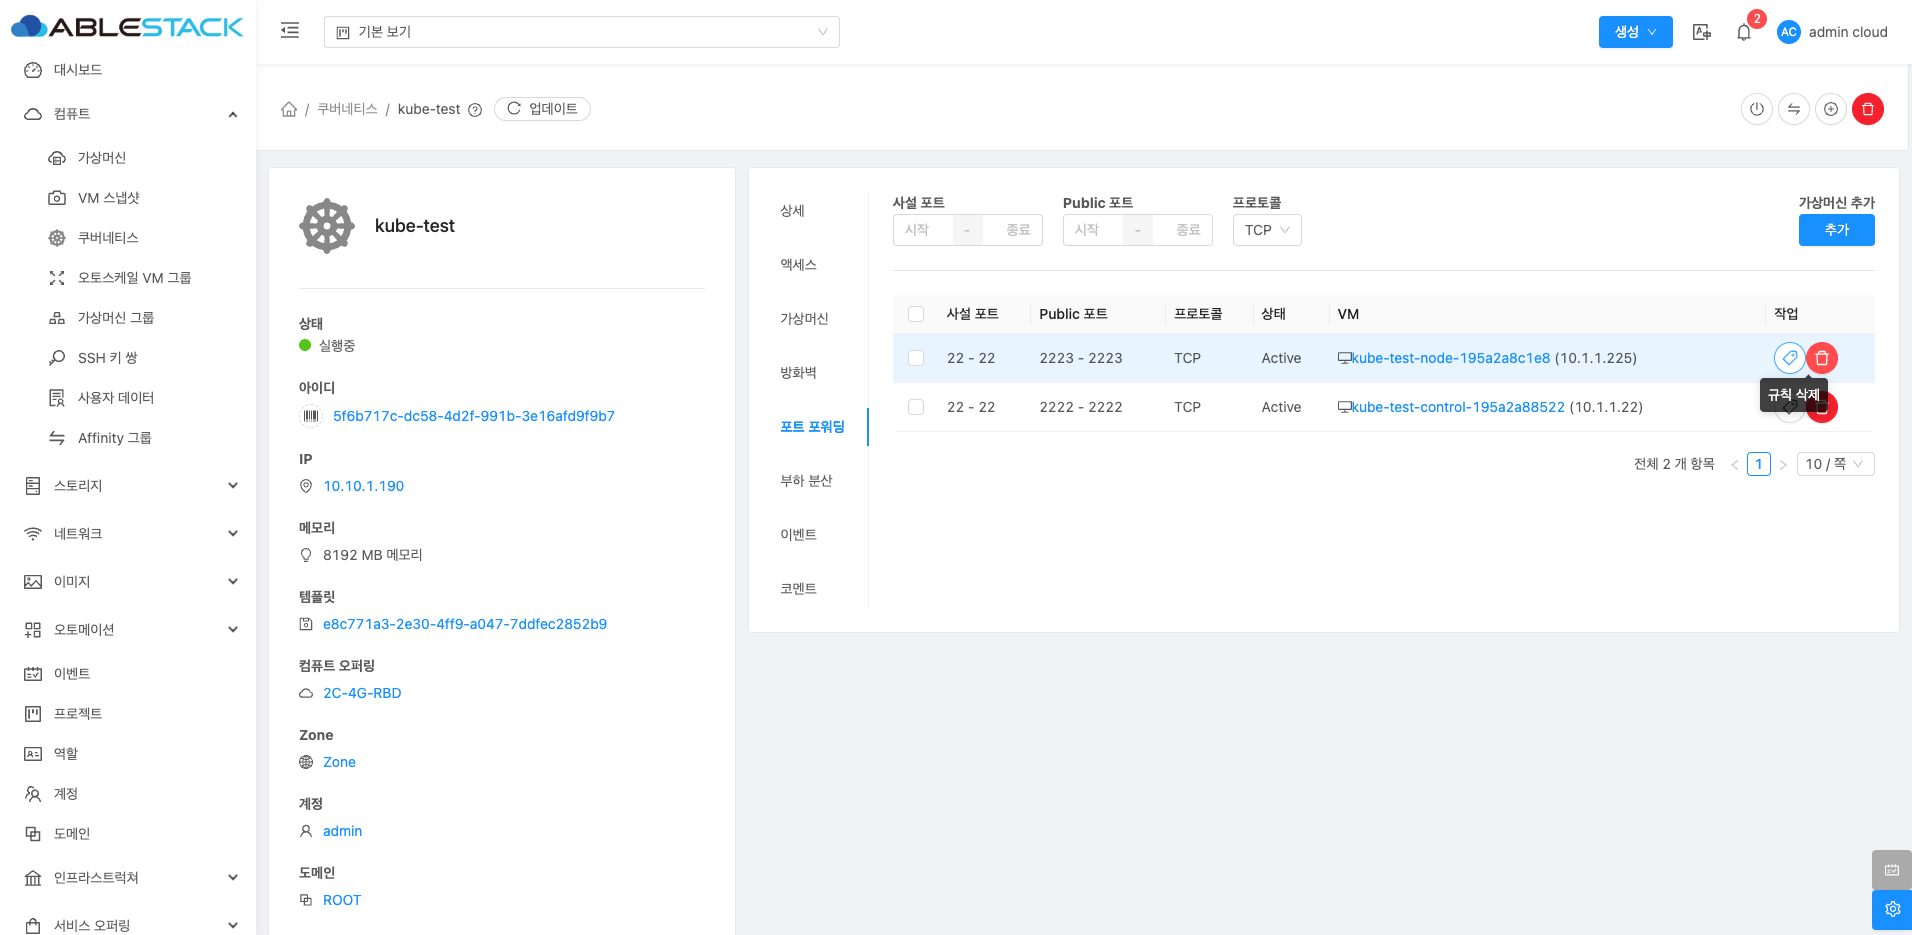 ABLESTACK
기본 보기
생성
2
AC
admin cloud
대시보드
컴퓨트
가상머신
VM 스냅샷
쿠버네티스
오토스케일 VM 그룹
가상머신 그룹
SSH 키 쌍
사용자 데이터
Affinity 그룹
스토리지
네트워크
이미지
오토메이션
이벤트
프로젝트
역할
계정
도메인
인프라스트럭쳐
서비스 오퍼링
/ 쿠버네티스 / kube-test
업데이트
kube-test
상태
실행중
아이디
5f6b717c-dc58-4d2f-991b-3e16afd9f9b7
IP
10.10.1.190
메모리
8192 MB 메모리
템플릿
e8c771a3-2e30-4ff9-a047-7ddfec2852b9
컴퓨트 오퍼링
2C-4G-RBD
Zone
Zone
계정
admin
도메인
ROOT
상세
액세스
가상머신
방화벽
포트 포워딩
부하 분산
이벤트
코멘트
사설 포트 Public 포트 프로토콜 가상머신 추가
시작 - 종료 시작 - 종료 TCP 추가
사설 포트 Public 포트 프로토콜 상태 VM 작업
22 - 22 2223 - 2223 TCP Active kube-test-node-195a2a8c1e8 (10.1.1.225)
규칙 삭제
22 - 22 2222 - 2222 TCP Active kube-test-control-195a2a88522 (10.1.1.22)
전체 2 개 항목 < 1 > 10 / 쪽